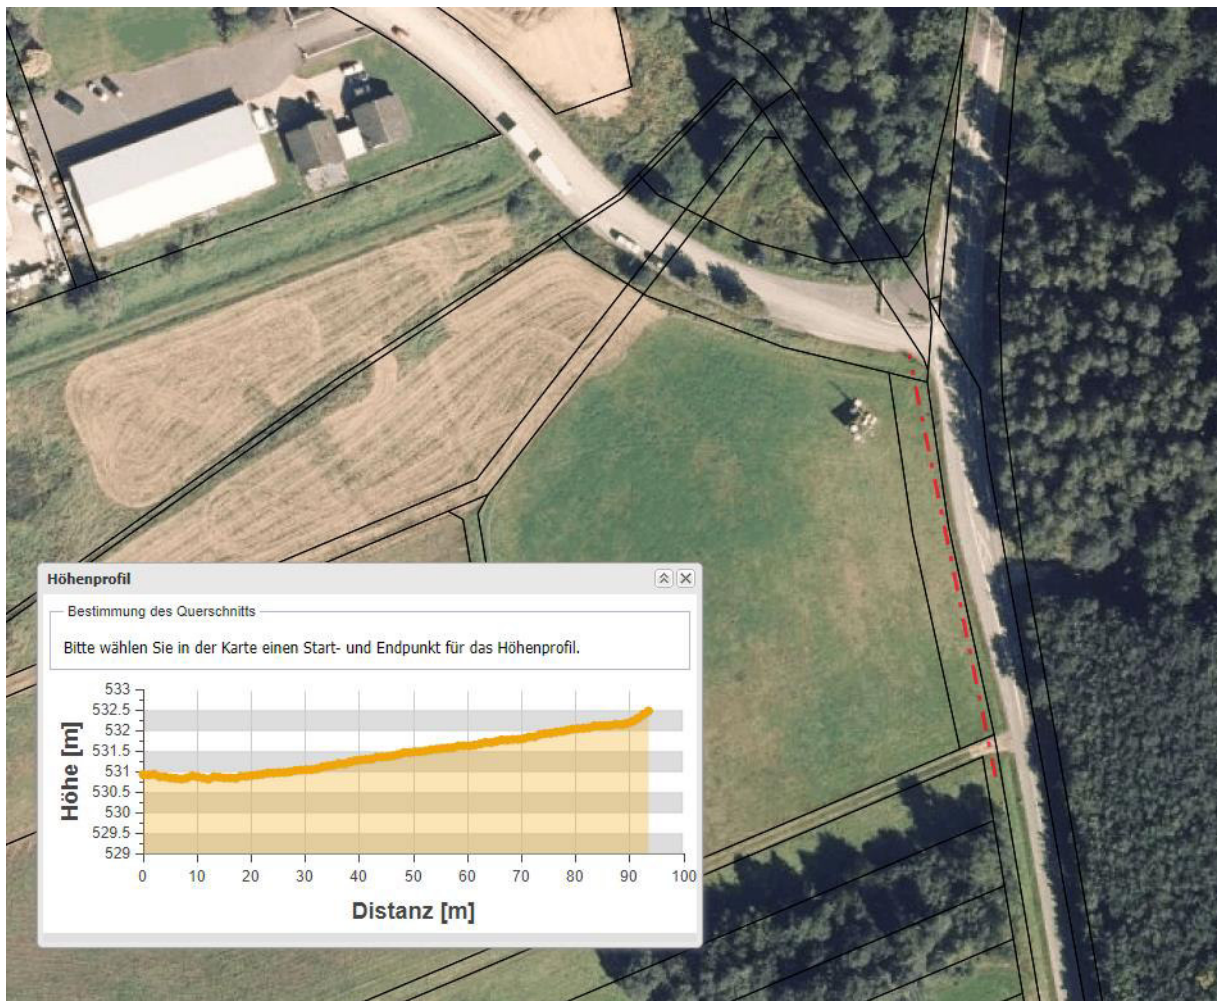 Höhenprofil
Bestimmung des Querschnitts
Bitte wählen Sie in der Karte einen Start- und Endpunkt für das Höhenprofil.
Höhe [m]
533
532.5
532
531.5
531
530.5
530
529.5
529
0 10 20 30 40 50 60 70 80 90 100
Distanz [m]